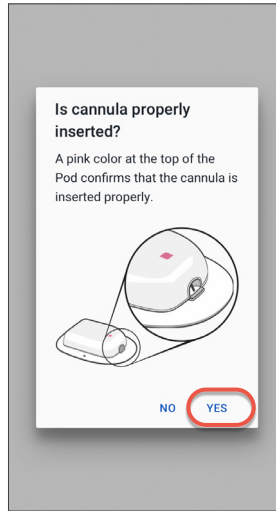 Is cannula properly
inserted?
A pink color at the top of the
Pod confirms that the cannula is
inserted properly.
NO YES